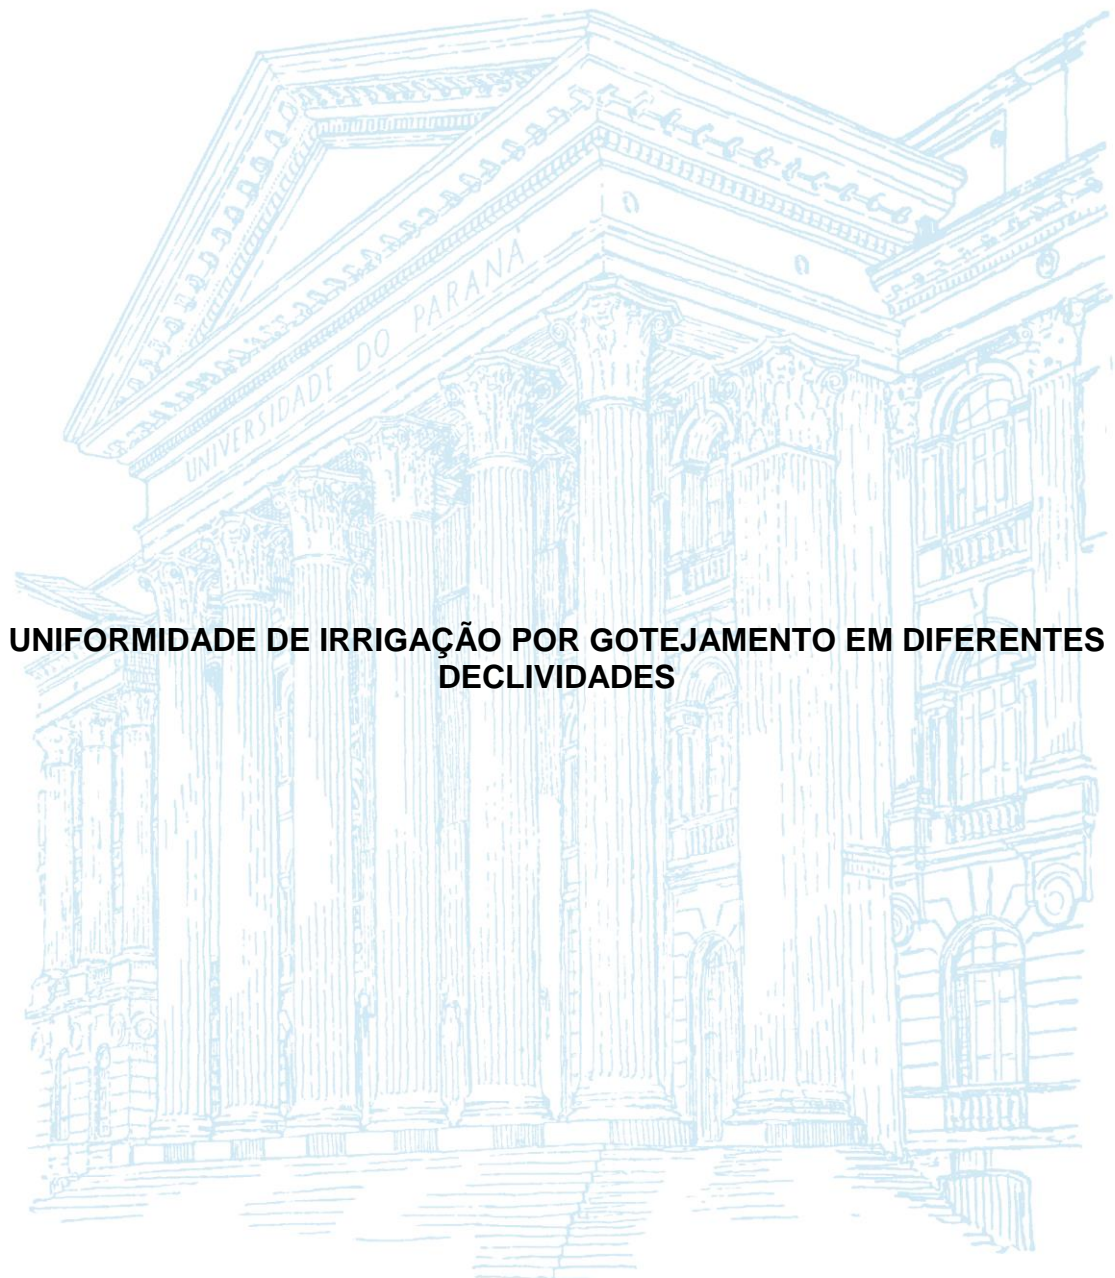 UNIVERSIDADE DO PARANÁ
UNIFORMIDADE DE IRRIGAÇÃO POR GOTEJAMENTO EM DIFERENTES
DECLIVIDADES